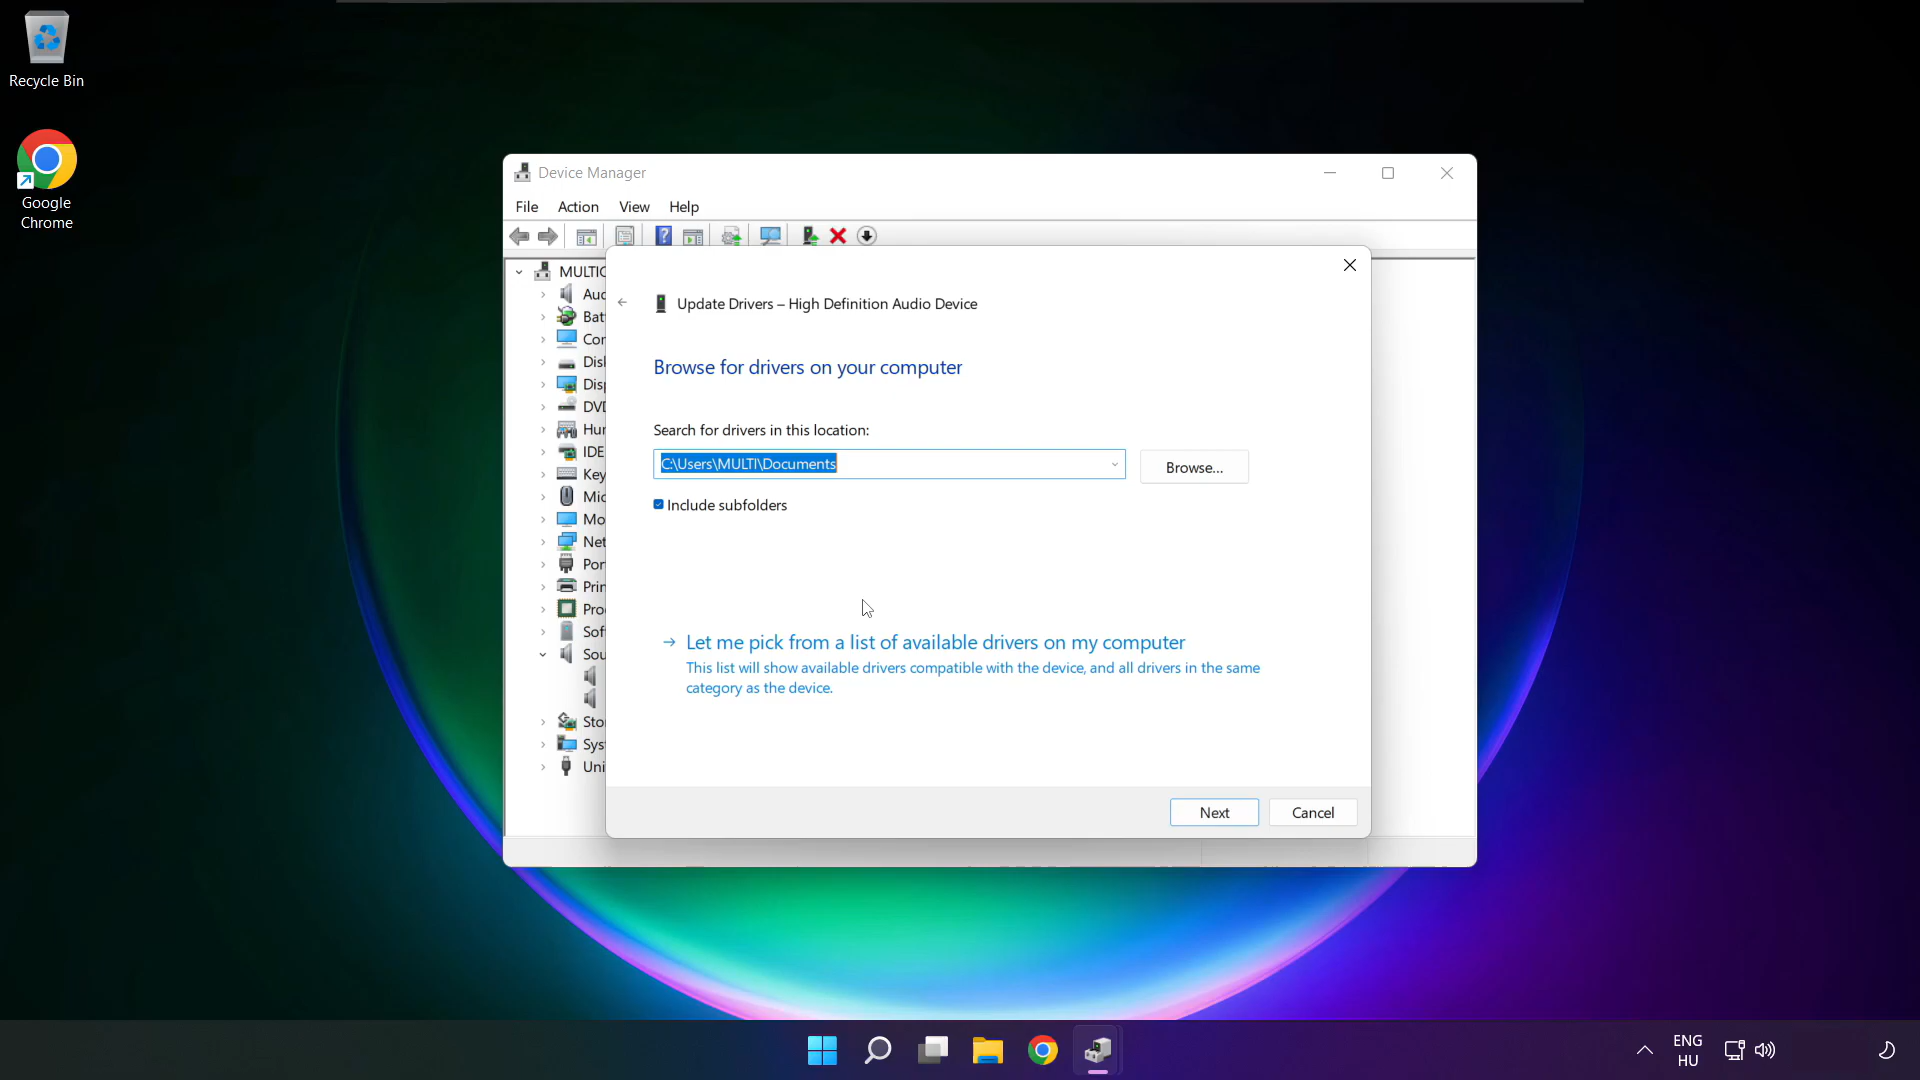 Recycle Bin
Google
Chrome
Device Manager
File Action View Help
MULTIC
Aud
Bat
Cor
Disk
Disp
DVD
Hur
IDE
Key
Mic
Mo
Net
Por
Prin
Pro
Sof
Sou
Sto
Syst
Uni
Update Drivers – High Definition Audio Device
Browse for drivers on your computer
Search for drivers in this location:
C:\Users\MULTI\Documents
Browse...
Include subfolders
Let me pick from a list of available drivers on my computer
This list will show available drivers compatible with the device, and all drivers in the same
category as the device.
Next Cancel
ENG
HU